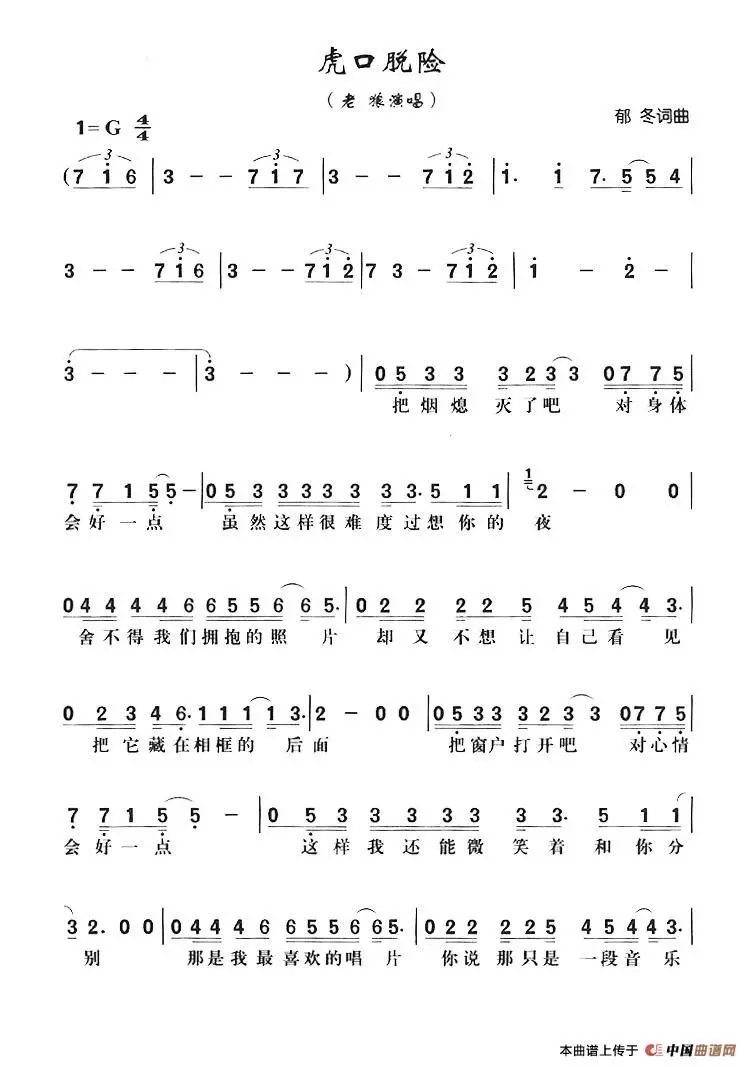 虎口脱险
(老 狼演唱)
郁 冬词曲
1=G 4/4
(7 1 6 | 3 - - 7 1 7 | 3 - - 7 1 2 | 1. 1 7. 5 5 4 |
3 - - 7 1 6 | 3 - - 7 1 2 | 7 3 - - 7 1 2 | 1 - 2 - |
3 - - - | 3 - - - ) | 0 5 3 3 3 2 3 3 0 7 7 5 |
把烟熄 灭了吧 对身体
7 7 1 5 5 - | 0 5 3 3 3 3 3 3 3. 5 1 1 | 1 2 - 0 0 |
会好一点 虽然这样很难度过想你的夜
0 4 4 4 4 6 6 5 5 6 6 5. | 0 2 2 2 2 5 4 5 4 4 3. |
舍不得我们拥抱的照 片 却又 不想让自己看 见
0 2 3 4 6. 1 1 1 1 3. | 2 - 0 0 | 0 5 3 3 3 2 3 3 0 7 7 5 |
把它藏在相框的 后面 把窗户打开吧 对心情
7 7 1 5 5 - | 0 5 3 3 3 3 3 3 3. 5 1 1 |
会好一点 这样我还能微笑着和你分
3 2. 0 0 | 0 4 4 4 6 6 5 5 6 6 5. | 0 2 2 2 2 5 4 5 4 4 3. |
别 那是我最喜欢的唱片 你说那只是一段音乐
本曲谱上传于 中国曲谱网